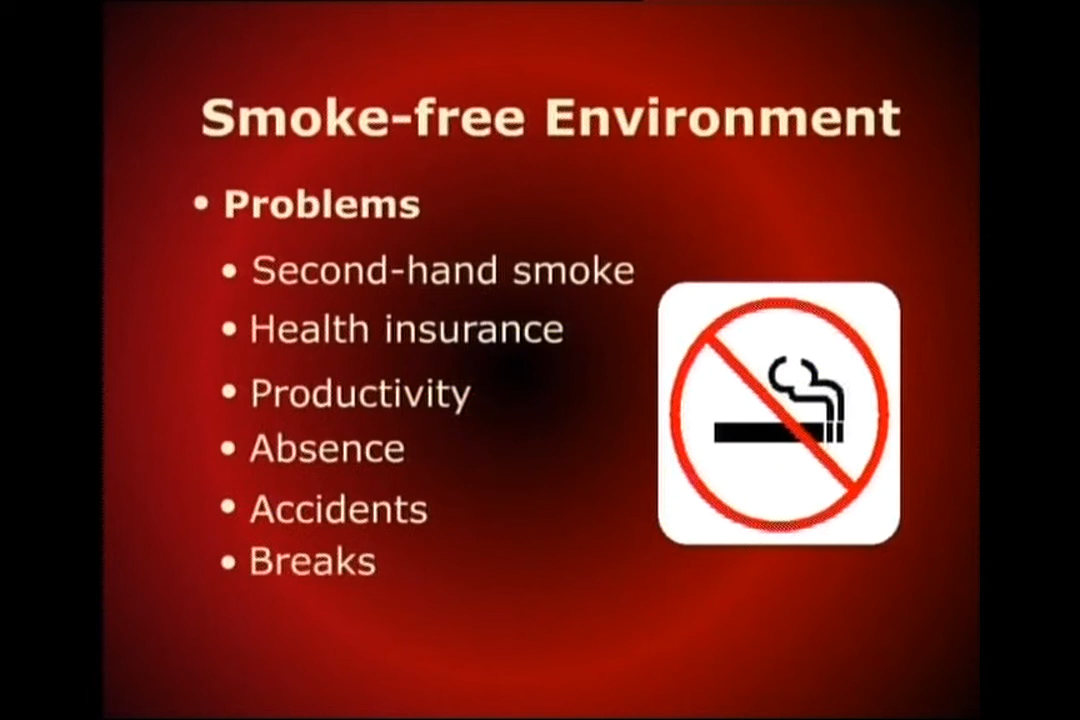 Smoke-free Environment
• Problems
• Second-hand smoke
• Health insurance
• Productivity
• Absence
• Accidents
• Breaks